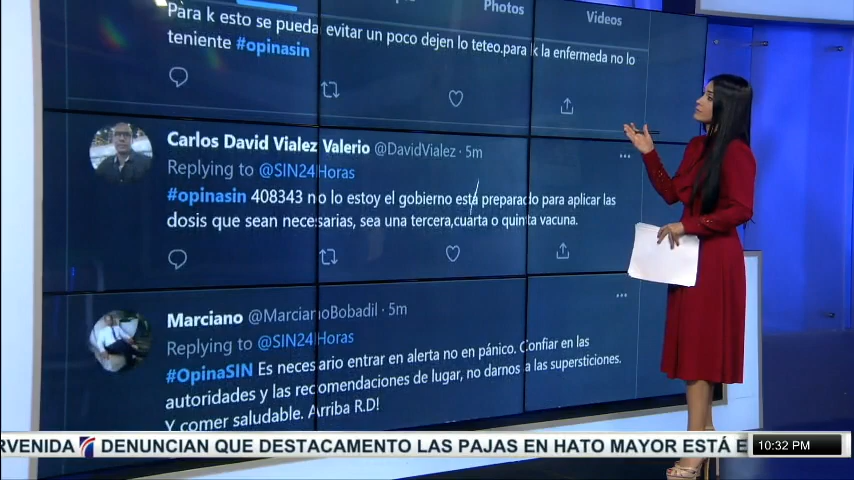 Photos
Videos
Para k esto se pueda evitar un poco dejen lo teteo.para k la enfermeda no lo
teniente #opinasin
Carlos David Vialez Valerio @DavidVialez · 5m
Replying to @SIN24Horas
#opinasin 408343 no lo estoy el gobierno está preparado para aplicar las
dosis que sean necesarias, sea una tercera,cuarta o quinta vacuna.
Marciano @MarcianoBobadil · 5m
Replying to @SIN24Horas
#OpinaSIN Es necesario entrar en alerta no en pánico. Confiar en las
autoridades y las recomendaciones de lugar, no darnos a las supersticiones.
Y comer saludable. Arriba R.D!
RVENIDA DENUNCIAN QUE DESTACAMENTO LAS PAJAS EN HATO MAYOR ESTÁ E
10:32 PM